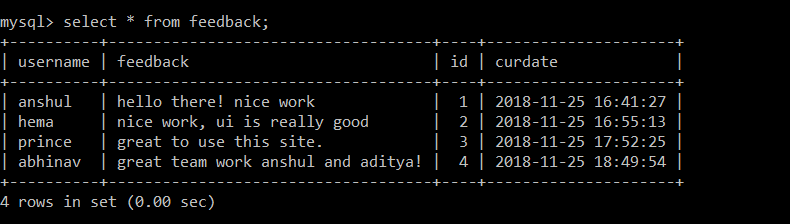 mysql> select * from feedback;
+----------+-------------------------------------+----+---------------------+
| username | feedback                            | id | curdate             |
+----------+-------------------------------------+----+---------------------+
| anshul   | hello there! nice work              |  1 | 2018-11-25 16:41:27 |
| hema     | nice work, ui is really good        |  2 | 2018-11-25 16:55:13 |
| prince   | great to use this site.             |  3 | 2018-11-25 17:52:25 |
| abhinav  | great team work anshul and aditya!  |  4 | 2018-11-25 18:49:54 |
+----------+-------------------------------------+----+---------------------+
4 rows in set (0.00 sec)